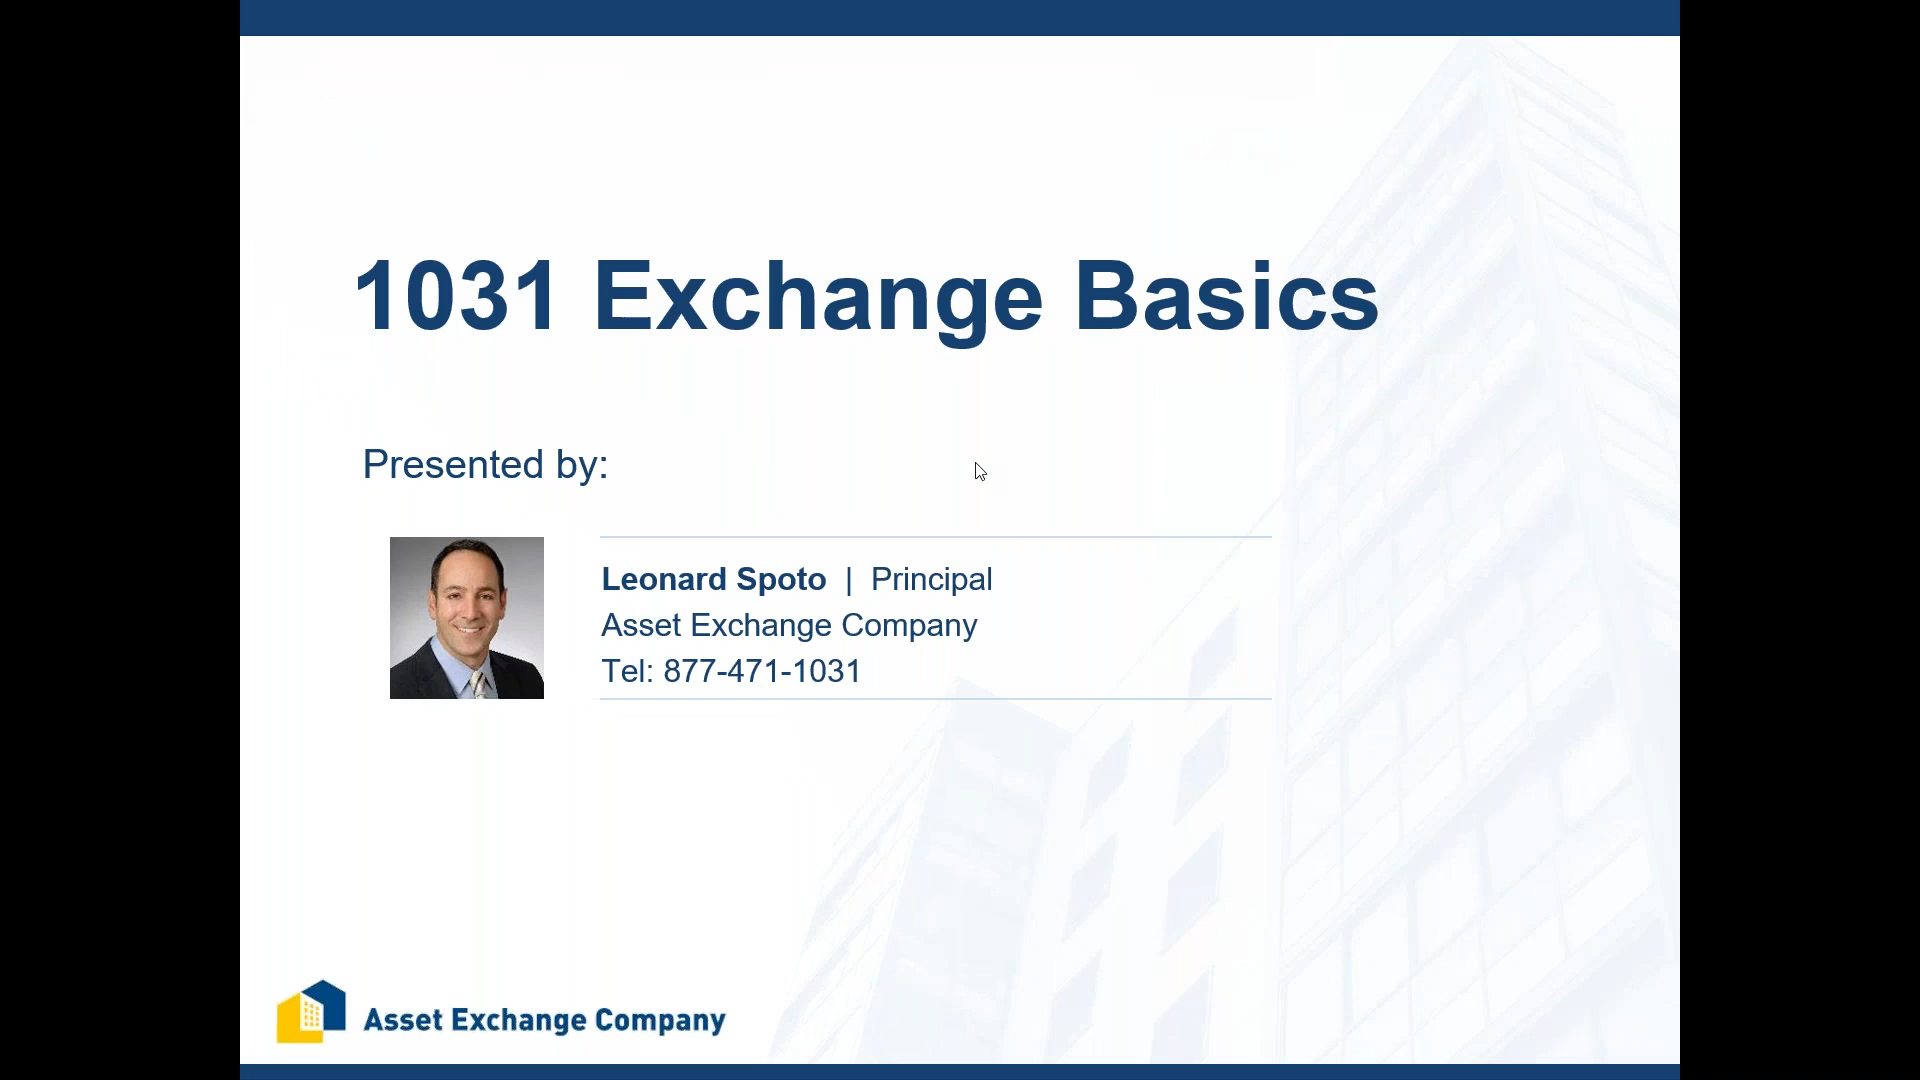 1031 Exchange Basics
Presented by:
Leonard Spoto | Principal
Asset Exchange Company
Tel: 877-471-1031
Asset Exchange Company